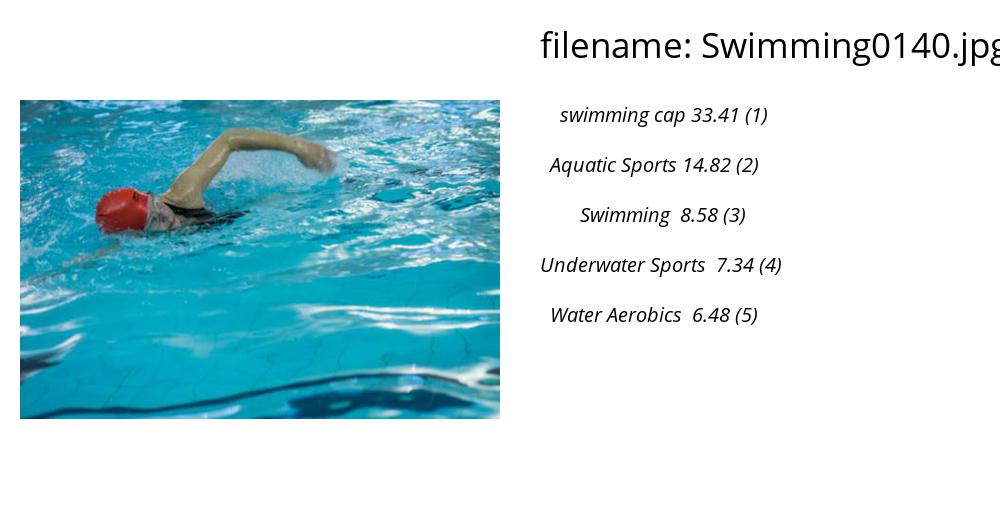 filename: Swimming0140.jpg
swimming cap 33.41 (1)
Aquatic Sports 14.82 (2)
Swimming 8.58 (3)
Underwater Sports 7.34 (4)
Water Aerobics 6.48 (5)